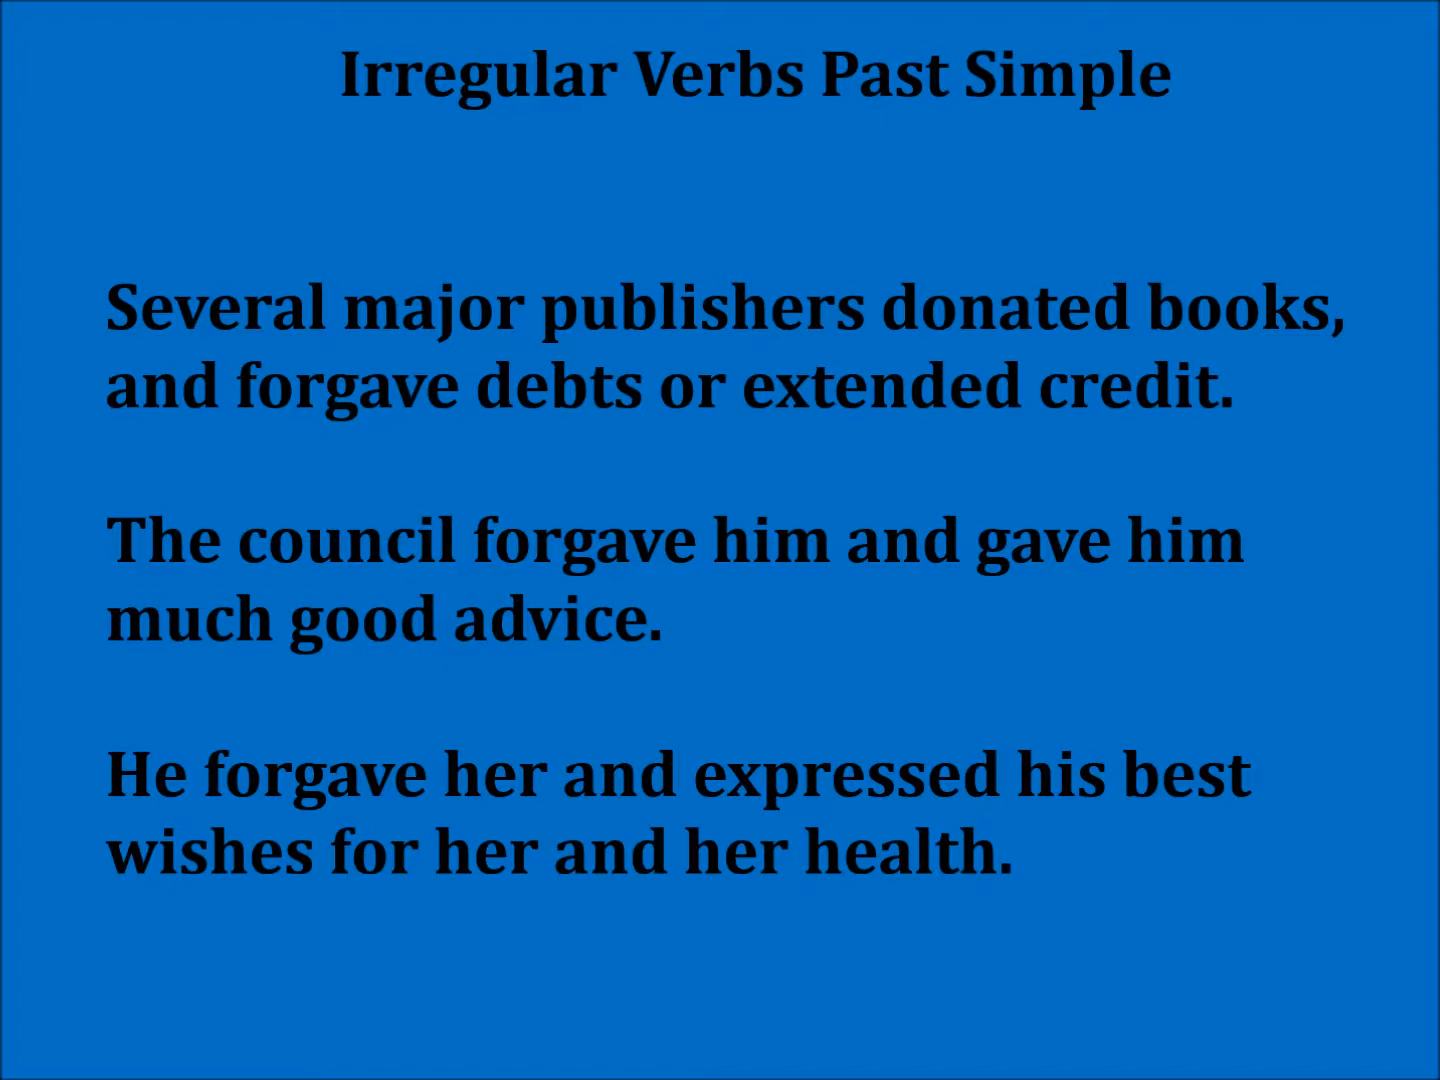 Irregular Verbs Past Simple
Several major publishers donated books,
and forgave debts or extended credit.
The council forgave him and gave him
much good advice.
He forgave her and expressed his best
wishes for her and her health.